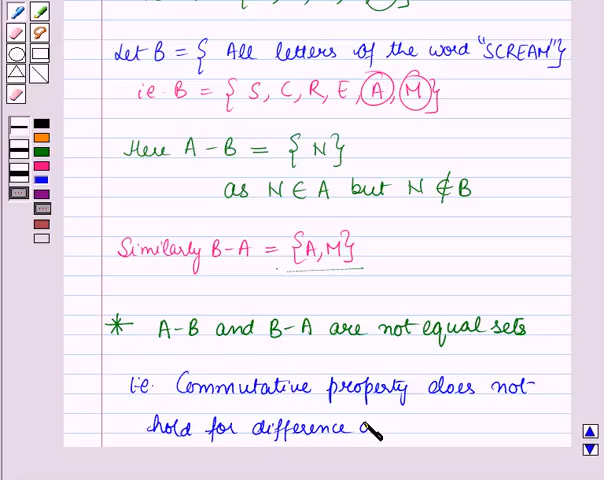 Let B = { All letters of the word "SCREAM"}
i.e. B = { S, C, R, E, A, M }
Here A - B = { N }
as N ∈ A but N ∉ B
Similarly B-A = {A, M}
* A-B and B-A are not equal sets
i.e. Commutative property does not
hold for difference